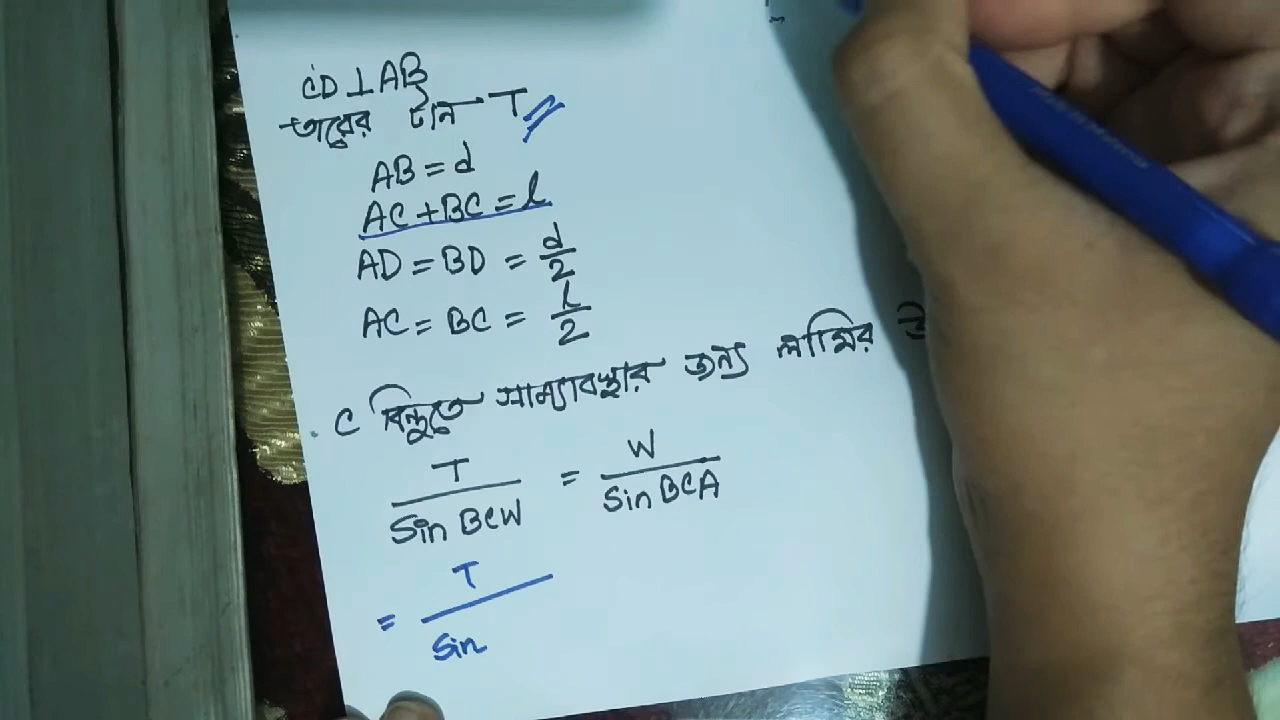 CD ⊥ AB
তারের টান T
AB = d
AC + BC = l
AD = BD = d/2
AC = BC = l/2
C বিন্দুতে সাম্যাবস্থার জন্য লামির
T/Sin BCW = W/Sin BCA
= T/Sin